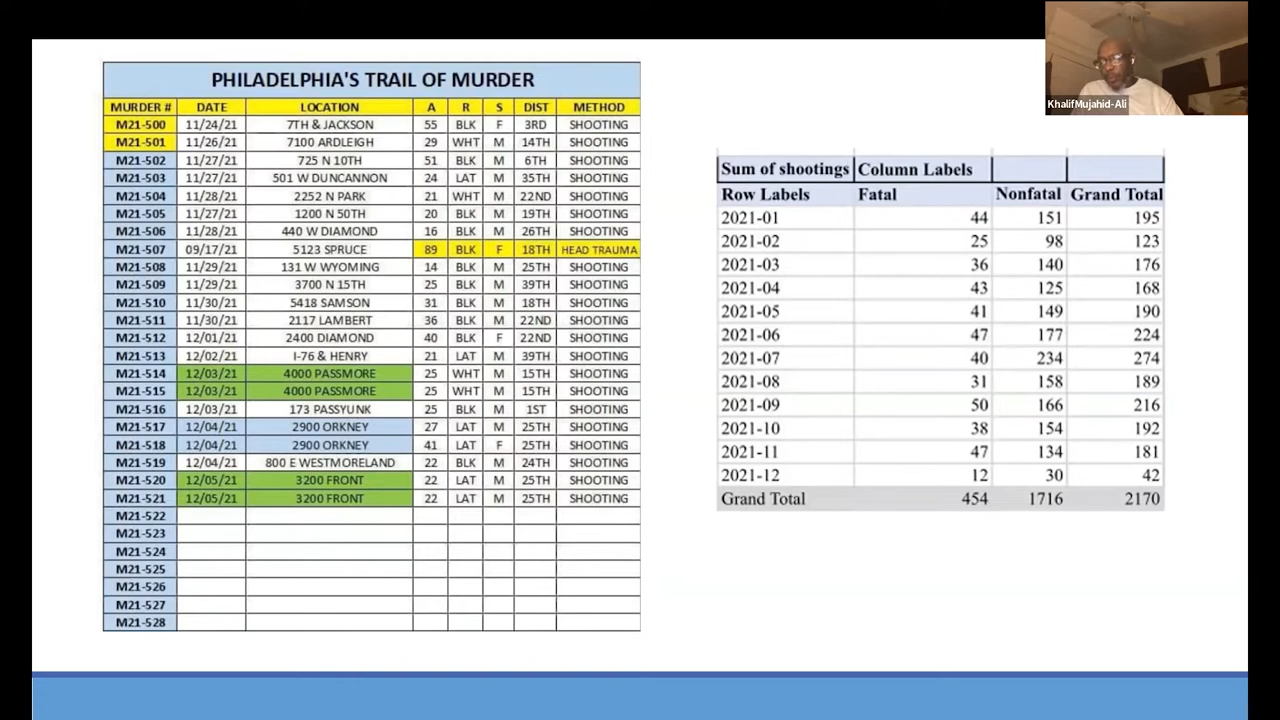 PHILADELPHIA'S TRAIL OF MURDER
MURDER # DATE LOCATION A R S DIST METHOD
M21-500 11/24/21 7TH & JACKSON 55 BLK F 3RD SHOOTING
M21-501 11/26/21 7100 ARDLEIGH 29 WHT M 14TH SHOOTING
M21-502 11/27/21 725 N 10TH 51 BLK M 6TH SHOOTING
M21-503 11/27/21 501 W DUNCANNON 24 LAT M 35TH SHOOTING
M21-504 11/28/21 2252 N PARK 21 WHT M 22ND SHOOTING
M21-505 11/27/21 1200 N 50TH 20 BLK M 19TH SHOOTING
M21-506 11/28/21 440 W DIAMOND 16 BLK M 26TH SHOOTING
M21-507 09/17/21 5123 SPRUCE 89 BLK F 18TH HEAD TRAUMA
M21-508 11/29/21 131 W WYOMING 14 BLK M 25TH SHOOTING
M21-509 11/29/21 3700 N 15TH 25 BLK M 39TH SHOOTING
M21-510 11/30/21 5418 SAMSON 31 BLK M 18TH SHOOTING
M21-511 11/30/21 2117 LAMBERT 36 BLK M 22ND SHOOTING
M21-512 12/01/21 2400 DIAMOND 40 BLK F 22ND SHOOTING
M21-513 12/02/21 I-76 & HENRY 21 LAT M 39TH SHOOTING
M21-514 12/03/21 4000 PASSMORE 25 WHT M 15TH SHOOTING
M21-515 12/03/21 4000 PASSMORE 25 WHT M 15TH SHOOTING
M21-516 12/03/21 173 PASSYUNK 25 BLK M 1ST SHOOTING
M21-517 12/04/21 2900 ORKNEY 27 LAT M 25TH SHOOTING
M21-518 12/04/21 2900 ORKNEY 41 LAT F 25TH SHOOTING
M21-519 12/04/21 800 E WESTMORELAND 22 BLK M 24TH SHOOTING
M21-520 12/05/21 3200 FRONT 22 LAT M 25TH SHOOTING
M21-521 12/05/21 3200 FRONT 22 LAT M 25TH SHOOTING
M21-522
M21-523
M21-524
M21-525
M21-526
M21-527
M21-528
KhalifMujahid-Ali
Sum of shootings Column Labels
Row Labels Fatal Nonfatal Grand Total
2021-01 44 151 195
2021-02 25 98 123
2021-03 36 140 176
2021-04 43 125 168
2021-05 41 149 190
2021-06 47 177 224
2021-07 40 234 274
2021-08 31 158 189
2021-09 50 166 216
2021-10 38 154 192
2021-11 47 134 181
2021-12 12 30 42
Grand Total 454 1716 2170